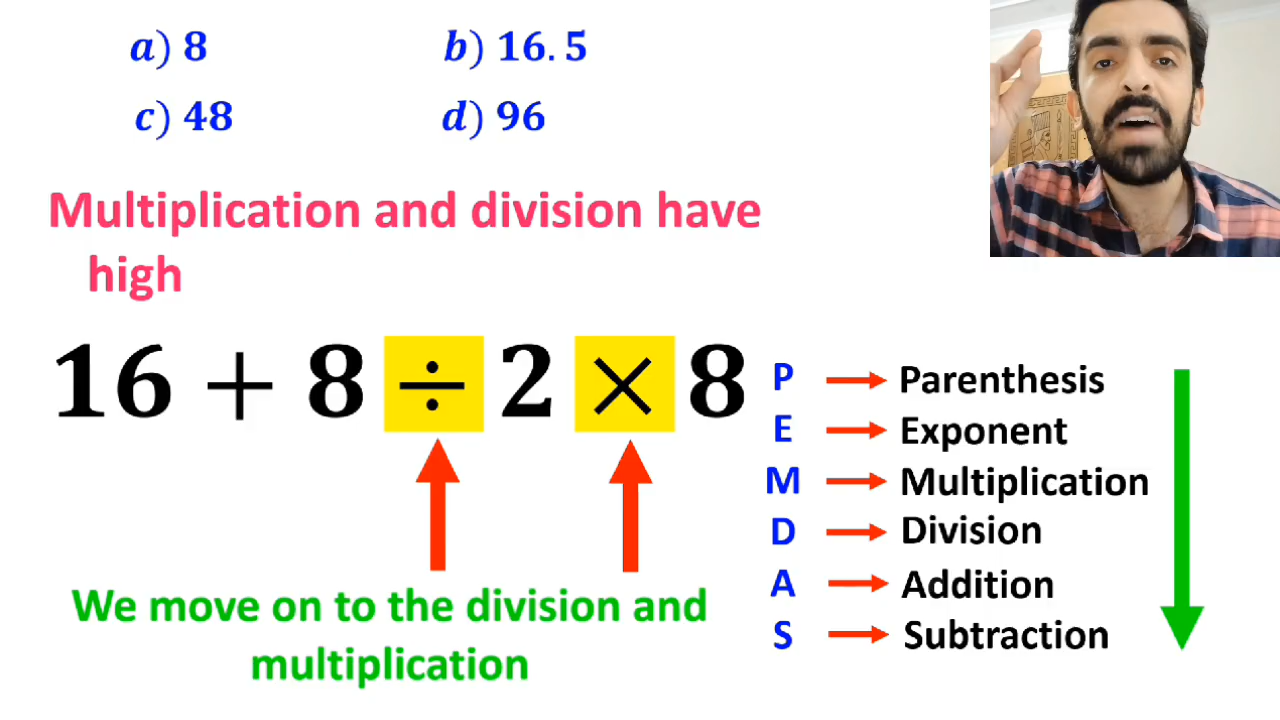 a) 8 b) 16.5
c) 48 d) 96
Multiplication and division have
high
16 + 8 ÷ 2 × 8
P Parenthesis
E Exponent
M Multiplication
D Division
A Addition
S Subtraction
We move on to the division and
multiplication